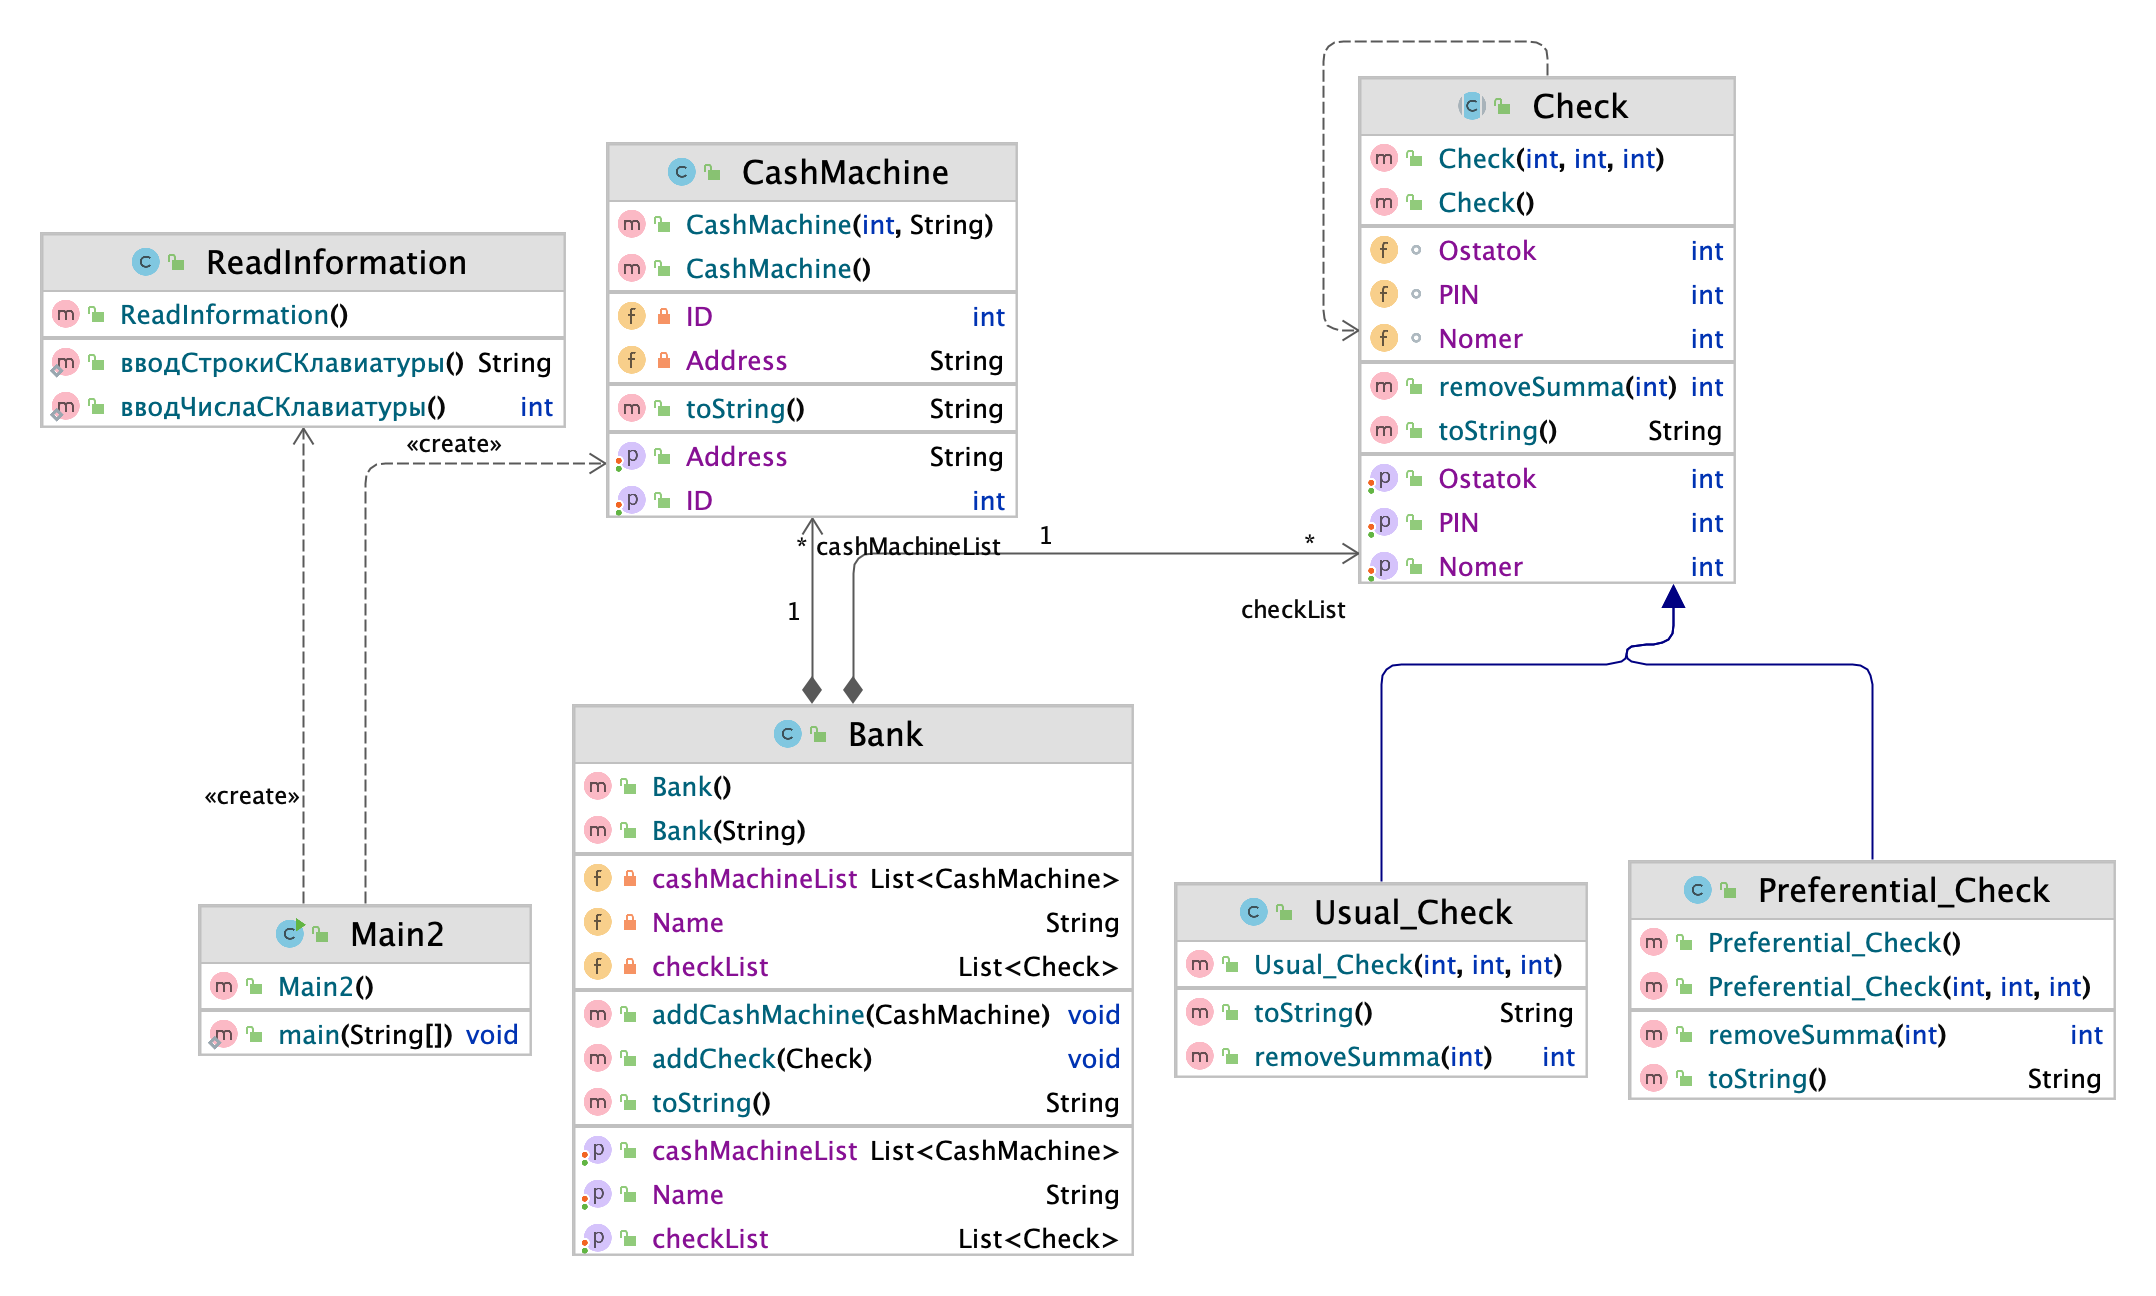 ReadInformation
ReadInformation()
вводСтрокиСКлавиатуры() String
вводЧислаСКлавиатуры() int
CashMachine
CashMachine(int, String)
CashMachine()
ID int
Address String
toString() String
Address String
ID int
Check
Check(int, int, int)
Check()
Ostatok int
PIN int
Nomer int
removeSumma(int) int
toString() String
Ostatok int
PIN int
Nomer int
«create»
«create»
* cashMachineList
1
1
*
checkList
Main2
Main2()
main(String[]) void
Bank
Bank()
Bank(String)
cashMachineList List<CashMachine>
Name String
checkList List<Check>
addCashMachine(CashMachine) void
addCheck(Check) void
toString() String
cashMachineList List<CashMachine>
Name String
checkList List<Check>
Usual_Check
Usual_Check(int, int, int)
toString() String
removeSumma(int) int
Preferential_Check
Preferential_Check()
Preferential_Check(int, int, int)
removeSumma(int) int
toString() String